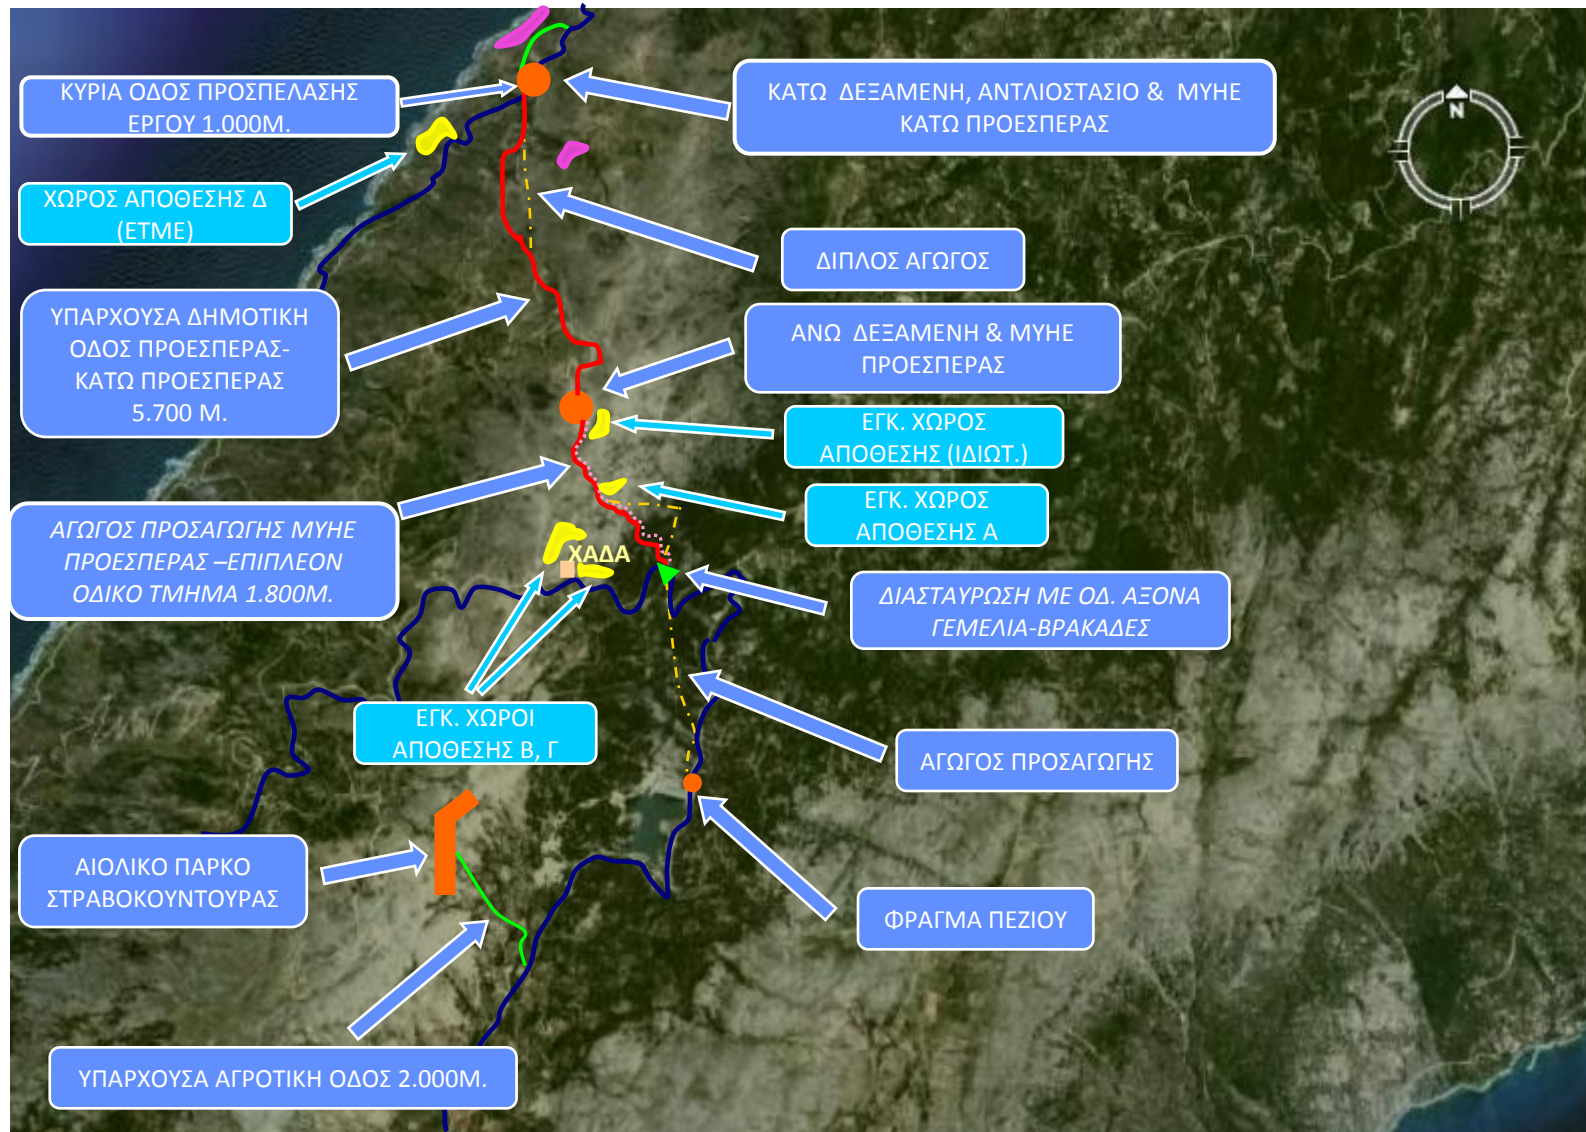 ΚΥΡΙΑ ΟΔΟΣ ΠΡΟΣΠΕΛΑΣΗΣ
ΕΡΓΟΥ 1.000Μ.
ΚΑΤΩ ΔΕΞΑΜΕΝΗ, ΑΝΤΛΙΟΣΤΑΣΙΟ & ΜΥΗΕ
ΚΑΤΩ ΠΡΟΕΣΠΕΡΑΣ
N
ΧΩΡΟΣ ΑΠΟΘΕΣΗΣ Δ
(ΕΤΜΕ)
ΔΙΠΛΟΣ ΑΓΩΓΟΣ
ΥΠΑΡΧΟΥΣΑ ΔΗΜΟΤΙΚΗ
ΟΔΟΣ ΠΡΟΕΣΠΕΡΑΣ-
ΚΑΤΩ ΠΡΟΕΣΠΕΡΑΣ
5.700 Μ.
ΑΝΩ ΔΕΞΑΜΕΝΗ & ΜΥΗΕ
ΠΡΟΕΣΠΕΡΑΣ
ΕΓΚ. ΧΩΡΟΣ
ΑΠΟΘΕΣΗΣ (ΙΔΙΩΤ.)
ΕΓΚ. ΧΩΡΟΣ
ΑΠΟΘΕΣΗΣ Α
ΑΓΩΓΟΣ ΠΡΟΣΑΓΩΓΗΣ ΜΥΗΕ
ΠΡΟΕΣΠΕΡΑΣ –ΕΠΙΠΛΕΟΝ
ΟΔΙΚΟ ΤΜΗΜΑ 1.800Μ.
ΧΑΔΑ
ΔΙΑΣΤΑΥΡΩΣΗ ΜΕ ΟΔ. ΑΞΟΝΑ
ΓΕΜΕΛΙΑ-ΒΡΑΚΑΔΕΣ
ΕΓΚ. ΧΩΡΟΙ
ΑΠΟΘΕΣΗΣ Β, Γ
ΑΓΩΓΟΣ ΠΡΟΣΑΓΩΓΗΣ
ΑΙΟΛΙΚΟ ΠΑΡΚΟ
ΣΤΡΑΒΟΚΟΥΝΤΟΥΡΑΣ
ΦΡΑΓΜΑ ΠΕΖΙΟΥ
ΥΠΑΡΧΟΥΣΑ ΑΓΡΟΤΙΚΗ ΟΔΟΣ 2.000Μ.